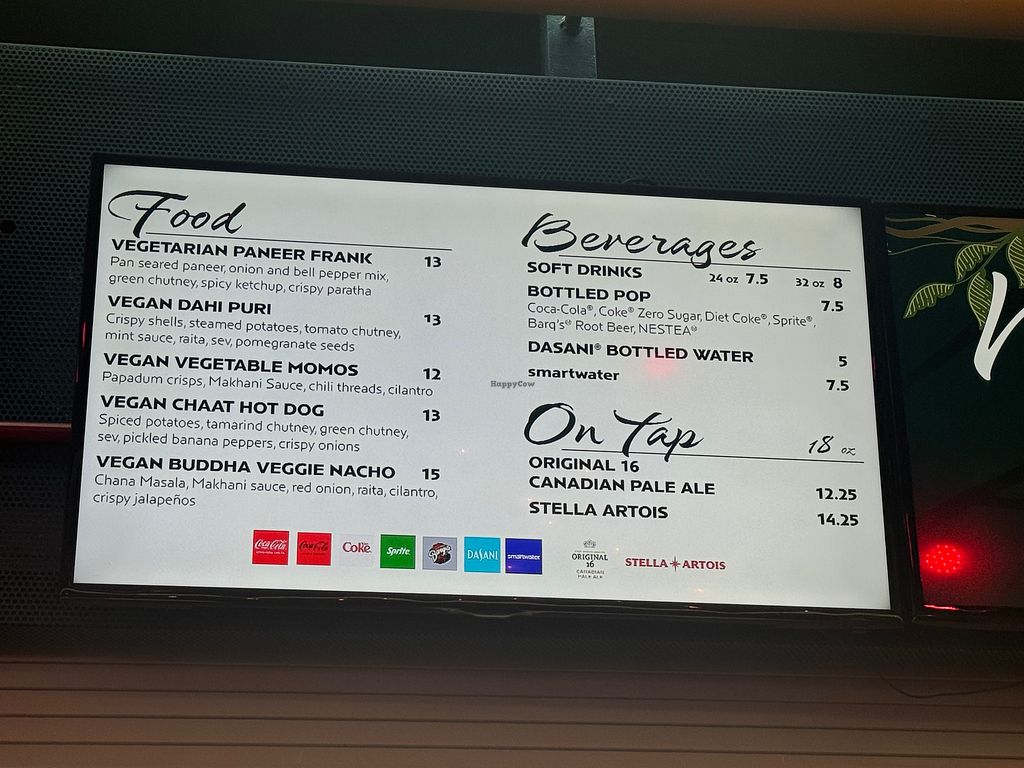 Food
VEGETARIAN PANEER FRANK 13
Pan seared paneer, onion and bell pepper mix,
green chutney, spicy ketchup, crispy paratha
VEGAN DAHI PURI 13
Crispy shells, steamed potatoes, tomato chutney,
mint sauce, raita, sev, pomegranate seeds
VEGAN VEGETABLE MOMOS 12
Papadum crisps, Makhani Sauce, chili threads, cilantro
VEGAN CHAAT HOT DOG 13
Spiced potatoes, tamarind chutney, green chutney,
sev, pickled banana peppers, crispy onions
VEGAN BUDDHA VEGGIE NACHO 15
Chana Masala, Makhani sauce, red onion, raita, cilantro,
crispy jalapeños
Beverages
SOFT DRINKS 24 oz 7.5 32 oz 8
BOTTLED POP 7.5
Coca-Cola®, Coke® Zero Sugar, Diet Coke®, Sprite®,
Barq's® Root Beer, NESTEA®
DASANI® BOTTLED WATER 5
smartwater 7.5
HappyCow
On Tap 18 oz
ORIGINAL 16
CANADIAN PALE ALE 12.25
STELLA ARTOIS 14.25
Coca-Cola
Coca-Cola
Coke
Sprite
Barq's
DASANI
smartwater
ORIGINAL
16
CANADIAN
PALE ALE
STELLA ARTOIS